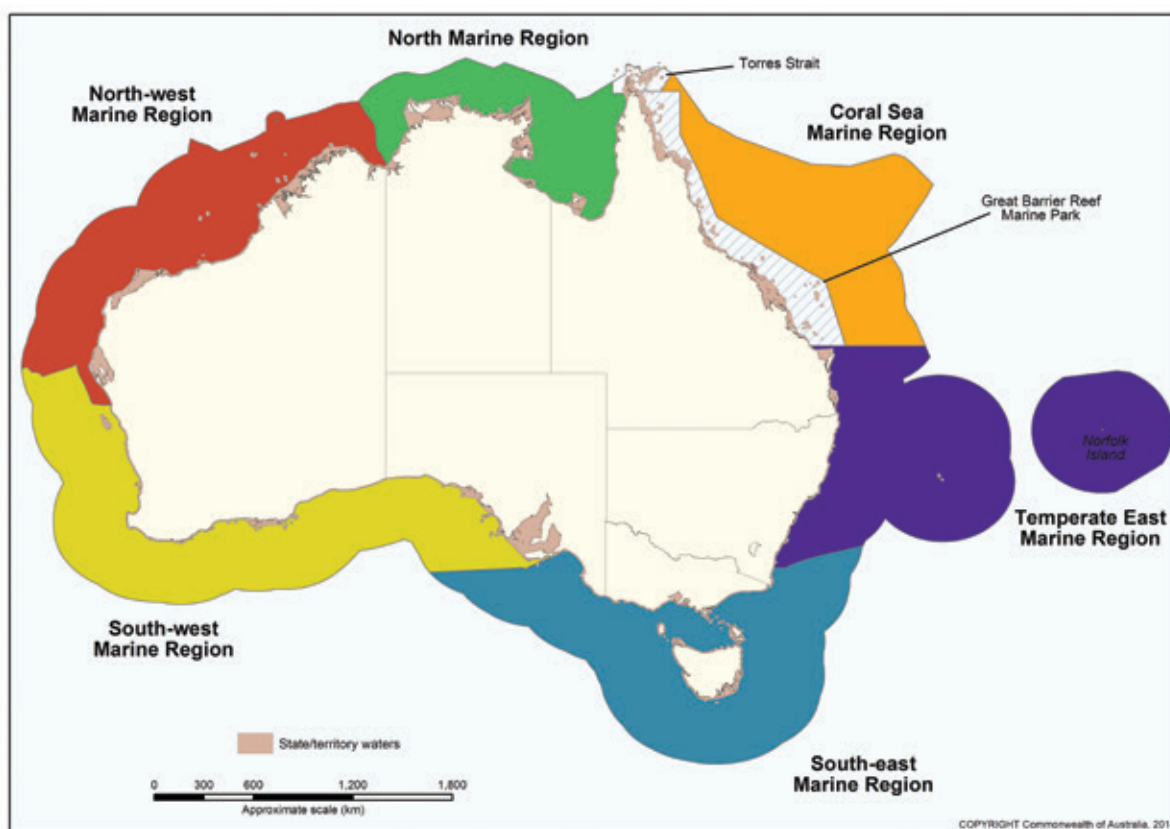 North Marine Region
Torres Strait
North-west
Marine Region
Coral Sea
Marine Region
Great Barrier Reef
Marine Park
Norfolk
Island
Temperate East
Marine Region
South-west
Marine Region
State/territory waters
South-east
Marine Region
0 300 600 1,200 1,800
Approximate scale (km)
COPYRIGHT Commonwealth of Australia, 201